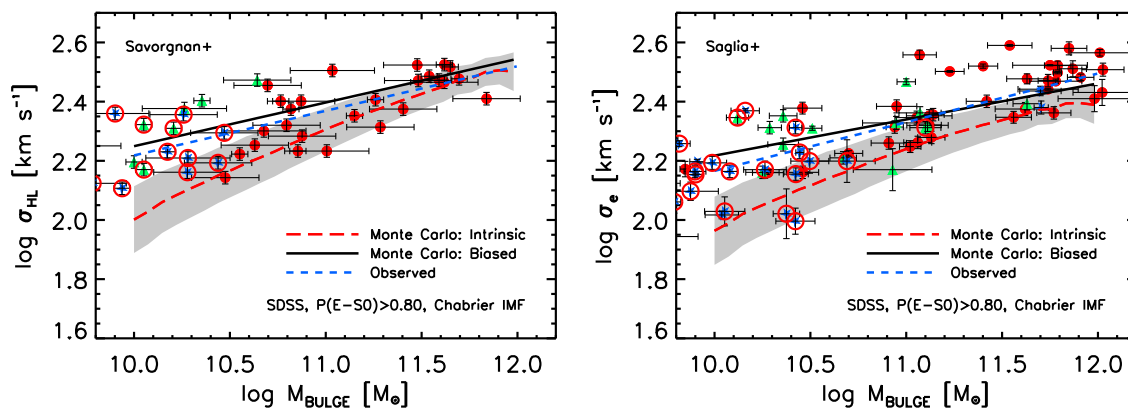 2.6
2.4
2.2
2.0
1.8
1.6
log σHL [km s⁻¹]
Savorgnan+
Monte Carlo: Intrinsic
Monte Carlo: Biased
Observed
SDSS, P(E-S0)>0.80, Chabrier IMF
10.0 10.5 11.0 11.5 12.0
log MBULGE [M⊙]
2.6
2.4
2.2
2.0
1.8
1.6
log σe [km s⁻¹]
Saglia+
Monte Carlo: Intrinsic
Monte Carlo: Biased
Observed
SDSS, P(E-S0)>0.80, Chabrier IMF
10.0 10.5 11.0 11.5 12.0
log MBULGE [M⊙]